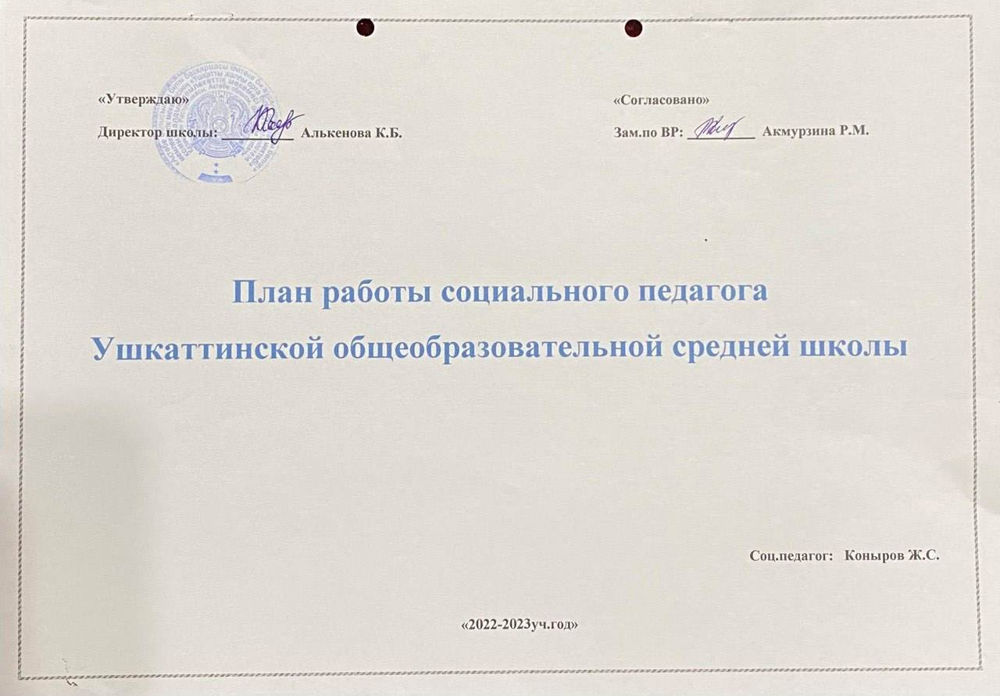 «Утверждаю»
Директор школы: __________ Алькенова К.Б.
«Согласовано»
Зам.по ВР: __________ Акмурзина Р.М.
План работы социального педагога
Ушкаттинской общеобразовательной средней школы
Соц.педагог: Коныров Ж.С.
«2022-2023уч.год»